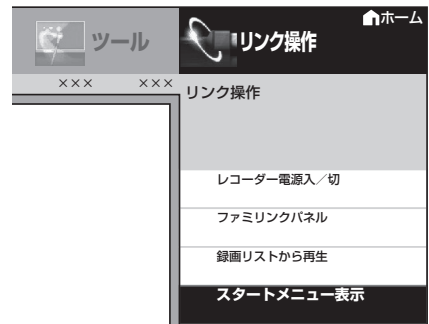 ホーム
ツール
リンク操作
××× ×××
リンク操作
レコーダー電源入／切
ファミリンクパネル
録画リストから再生
スタートメニュー表示